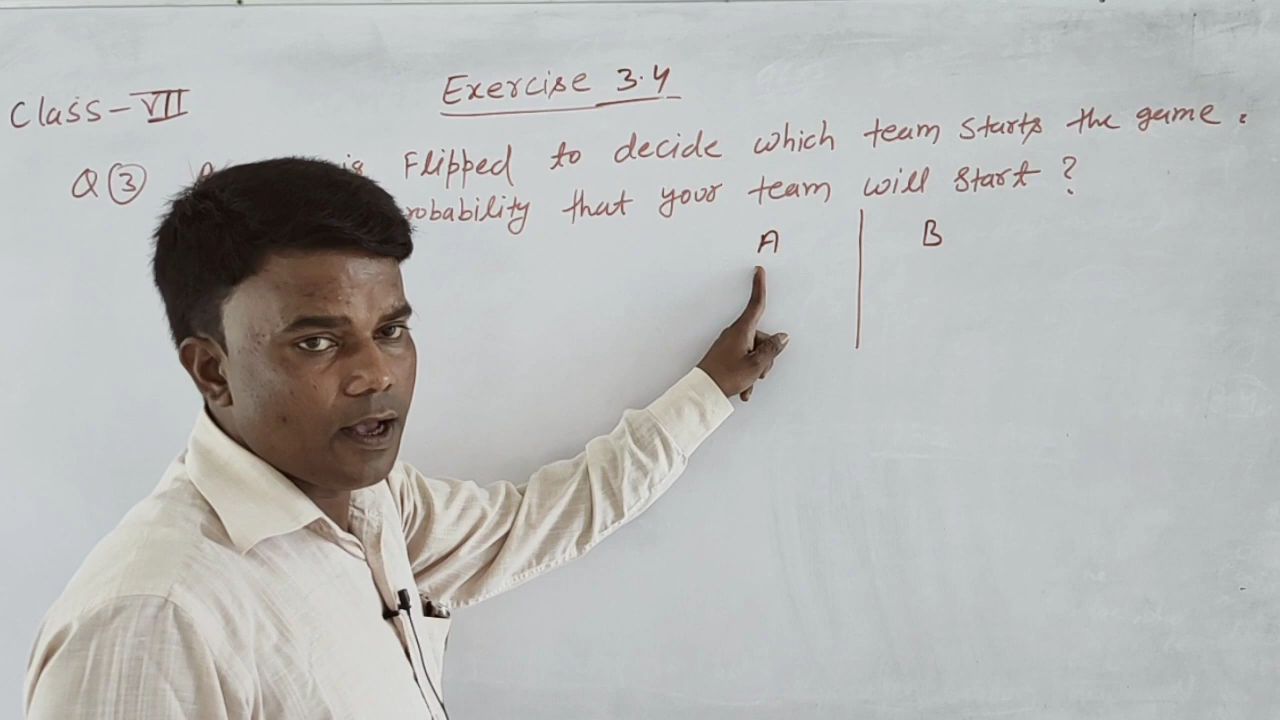 Exercise 3.4
Class-VII
Q(3) is Flipped to decide which team starts the game.
robability that your team will start?
A B